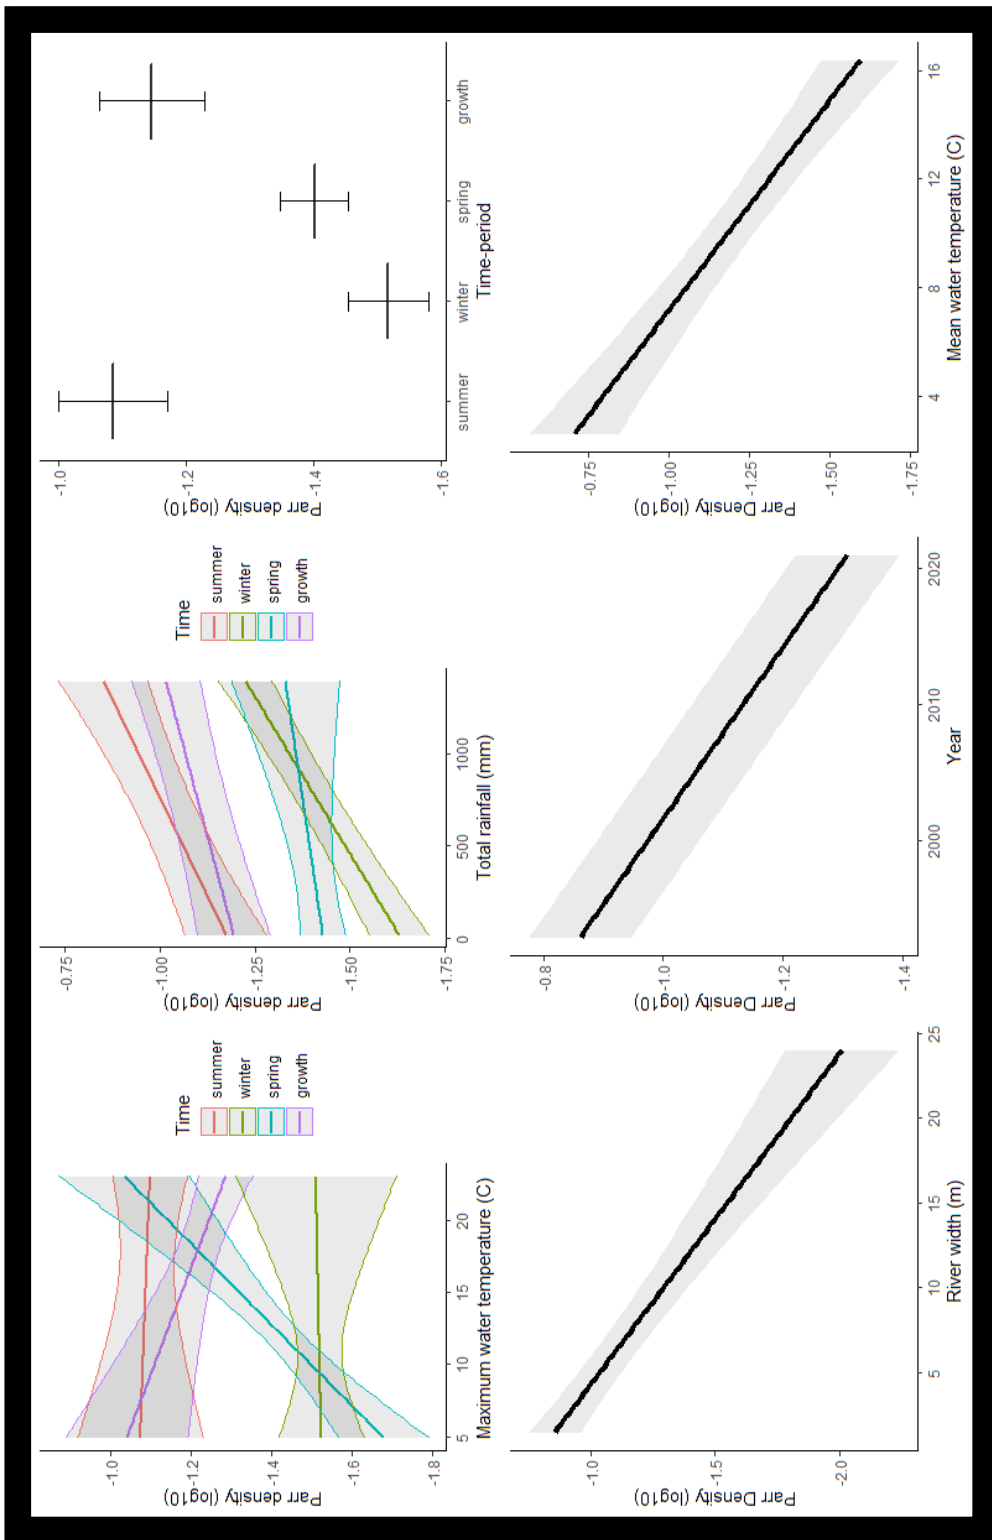 Parr density (log10)
-1.0
-1.2
-1.4
-1.6
-1.8
5 10 15 20
Maximum water temperature (C)
Time
summer
winter
spring
growth
Parr density (log10)
-0.75
-1.00
-1.25
-1.50
-1.75
0 500 1000
Total rainfall (mm)
Time
summer
winter
spring
growth
Parr density (log10)
-1.0
-1.2
-1.4
-1.6
summer winter spring growth
Time-period
Parr Density (log10)
-1.0
-1.5
-2.0
5 10 15 20 25
River width (m)
Parr Density (log10)
-0.8
-1.0
-1.2
-1.4
2000 2010 2020
Year
Parr Density (log10)
-0.75
-1.00
-1.25
-1.50
-1.75
4 8 12 16
Mean water temperature (C)